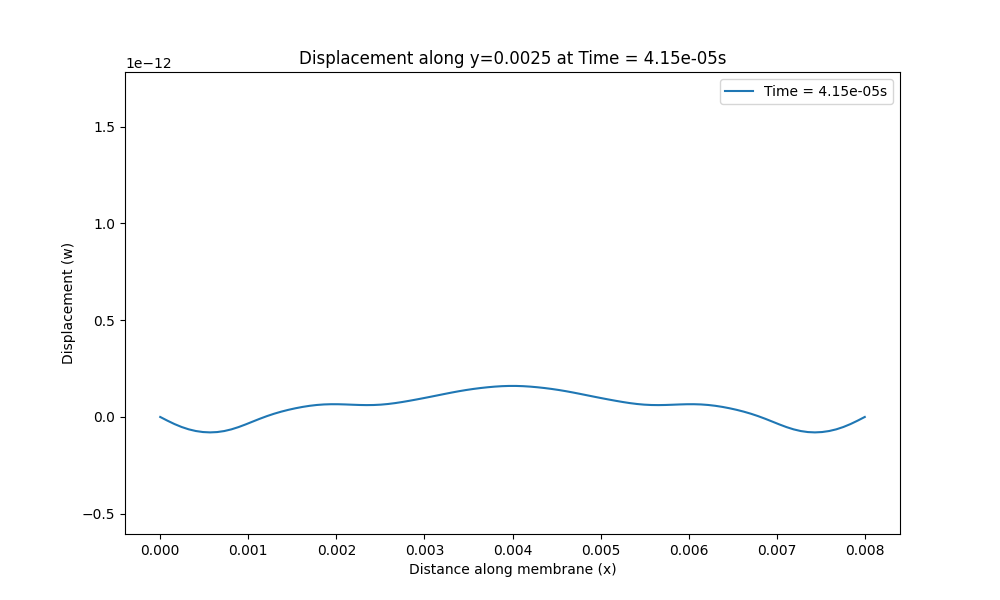 Displacement along y=0.0025 at Time = 4.15e-05s
1e−12
Time = 4.15e-05s
1.5
1.0
0.5
0.0
−0.5
Displacement (w)
0.000 0.001 0.002 0.003 0.004 0.005 0.006 0.007 0.008
Distance along membrane (x)